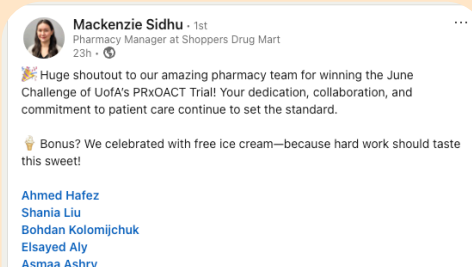 Mackenzie Sidhu • 1st
Pharmacy Manager at Shoppers Drug Mart
23h •
🎉 Huge shoutout to our amazing pharmacy team for winning the June
Challenge of UofA's PRxOACT Trial! Your dedication, collaboration, and
commitment to patient care continue to set the standard.
🍦 Bonus? We celebrated with free ice cream—because hard work should taste
this sweet!
Ahmed Hafez
Shania Liu
Bohdan Kolomijchuk
Elsayed Aly
Asmaa Ashry